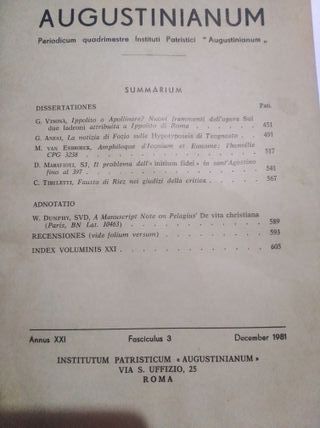 AUGUSTINIANUM
Periodicum quadrimestre Instituti Patristici "Augustinianum"
SUMMARIUM
DISSERTATIONES
PAG.
G. VISONÀ, Ippolito o Apollinare? Nuovi frammenti dell'opera Sui
due ladroni attribuita a Ippolito di Roma . . . . . . . 451
G. ANESI, La notizia di Fozio sulle Hypotyposeis di Teognosto . 491
M. VAN ESBROECK, Amphiloque d'Iconium et Eunome: l'homélie
CPG 3238 . . . . . . . . . . . . 517
D. MARAFIOTI, SJ, Il problema dell'« initium fidei » in sant'Agostino
fino al 397 . . . . . . . . . . . . 541
C. TIBILETTI, Fausto di Riez nei giudizi della critica . . . . 567
ADNOTATIO
W. DUNPHY, SVD, A Manuscript Note on Pelagius' De vita christiana
(Paris, BN Lat. 10463) . . . . . . . . . . 589
RECENSIONES (vide folium versum) . . . . . . . . 593
INDEX VOLUMINIS XXI . . . . . . . . . . . 605
Annus XXI Fasciculus 3 December 1981
INSTITUTUM PATRISTICUM « AUGUSTINIANUM »
VIA S. UFFIZIO, 25
ROMA